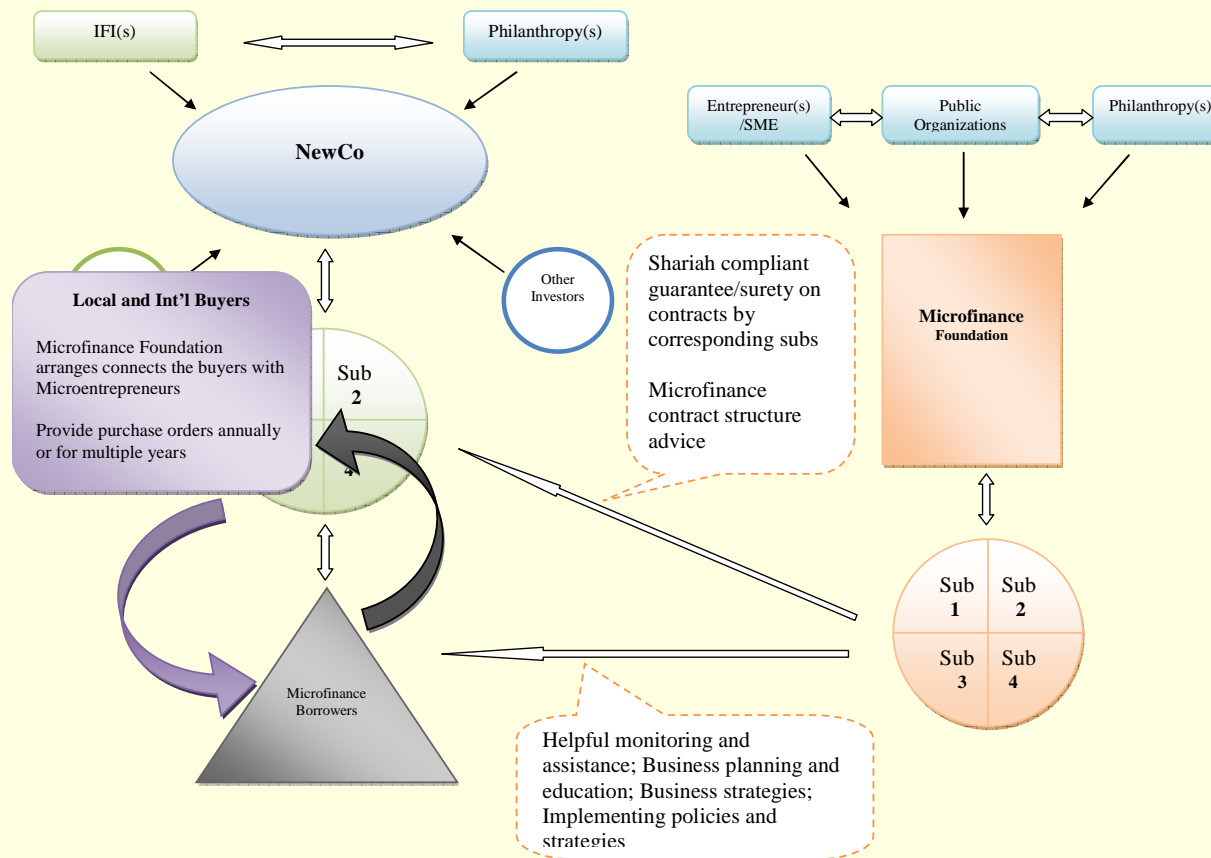 IFI(s)
Philanthropy(s)
Entrepreneur(s)
/SME
Public
Organizations
Philanthropy(s)
NewCo
Other
Investors
Local and Int'l Buyers
Microfinance Foundation
arranges connects the buyers with
Microentrepreneurs
Provide purchase orders annually
or for multiple years
Sub
2
4
Shariah compliant
guarantee/surety on
contracts by
corresponding subs
Microfinance
contract structure
advice
Microfinance
Foundation
Sub
1
Sub
2
Sub
3
Sub
4
Microfinance
Borrowers
Helpful monitoring and
assistance; Business planning and
education; Business strategies;
Implementing policies and
strategies